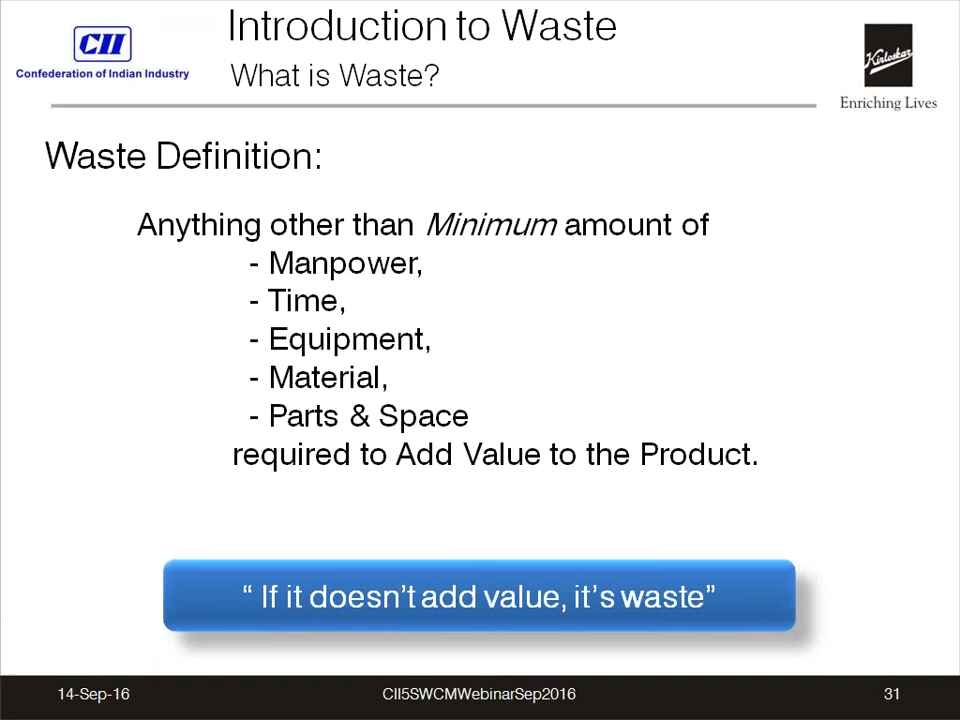 Introduction to Waste
CII
Confederation of Indian Industry
What is Waste?
Kirloskar
Enriching Lives
Waste Definition:
Anything other than Minimum amount of
- Manpower,
- Time,
- Equipment,
- Material,
- Parts & Space
required to Add Value to the Product.
“ If it doesn’t add value, it’s waste”
14-Sep-16
CII5SWCMWebinarSep2016
31